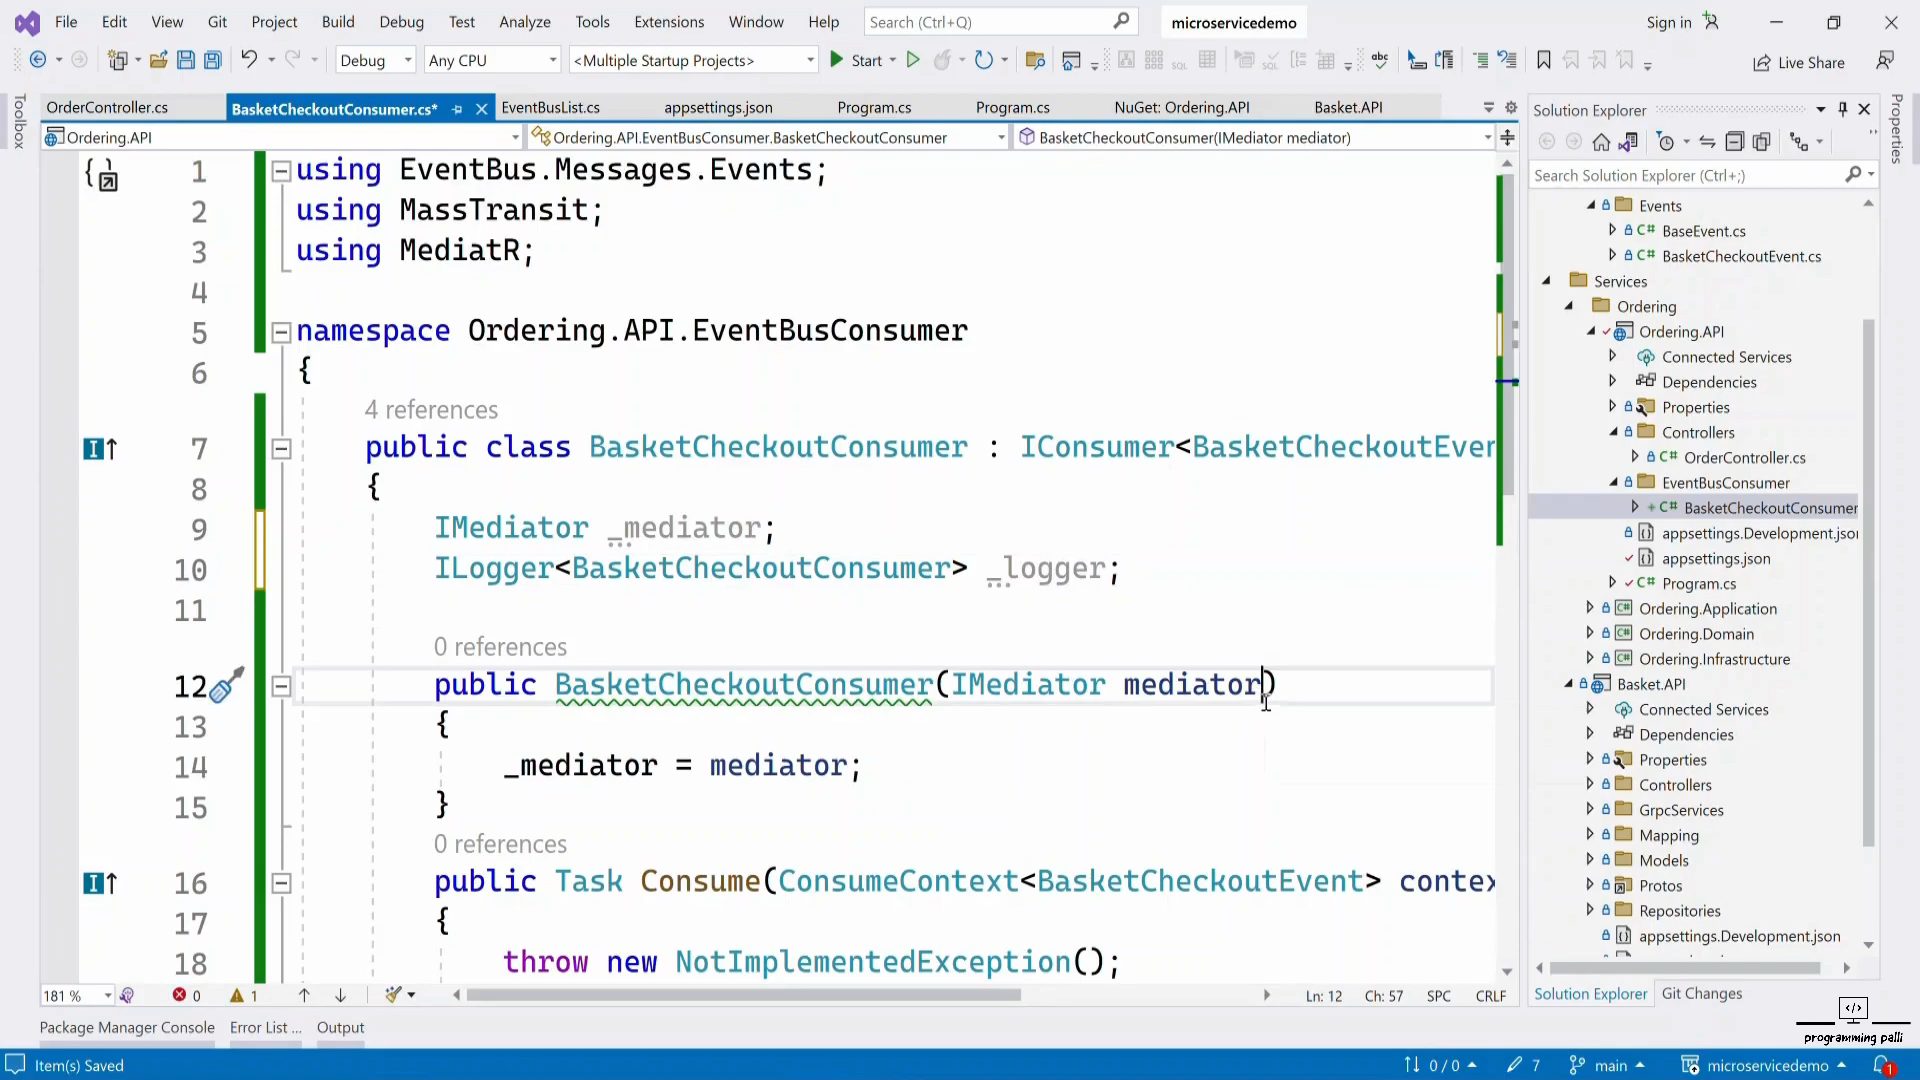 File Edit View Git Project Build Debug Test Analyze Tools Extensions Window Help Search (Ctrl+Q) microservicedemo Sign in
Debug Any CPU <Multiple Startup Projects> Start Live Share
Toolbox
OrderController.cs BasketCheckoutConsumer.cs* EventBusList.cs appsettings.json Program.cs Program.cs NuGet: Ordering.API Basket.API
Ordering.API Ordering.API.EventBusConsumer.BasketCheckoutConsumer BasketCheckoutConsumer(IMediator mediator)
1 using EventBus.Messages.Events;
2 using MassTransit;
3 using MediatR;
4
5 namespace Ordering.API.EventBusConsumer
6 {
4 references
7 public class BasketCheckoutConsumer : IConsumer<BasketCheckoutEven
8 {
9 IMediator _mediator;
10 ILogger<BasketCheckoutConsumer> _logger;
11
0 references
12 public BasketCheckoutConsumer(IMediator mediator)
13 {
14 _mediator = mediator;
15 }
0 references
16 public Task Consume(ConsumeContext<BasketCheckoutEvent> contex
17 {
18 throw new NotImplementedException();
181 % 0 1 Ln: 12 Ch: 57 SPC CRLF
Package Manager Console Error List ... Output
Solution Explorer
Search Solution Explorer (Ctrl+;)
Events
C# BaseEvent.cs
C# BasketCheckoutEvent.cs
Services
Ordering
Ordering.API
Connected Services
Dependencies
Properties
Controllers
C# OrderController.cs
EventBusConsumer
C# BasketCheckoutConsumer
appsettings.Development.json
appsettings.json
C# Program.cs
Ordering.Application
Ordering.Domain
Ordering.Infrastructure
Basket.API
Connected Services
Dependencies
Properties
Controllers
GrpcServices
Mapping
Models
Protos
Repositories
appsettings.Development.json
Solution Explorer Git Changes
Properties
</>
programming palli
Item(s) Saved 0 / 0 7 main microservicedemo 1